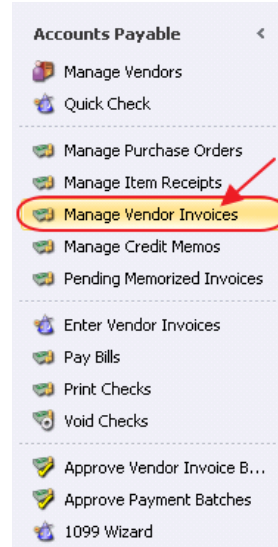 Accounts Payable
Manage Vendors
Quick Check
Manage Purchase Orders
Manage Item Receipts
Manage Vendor Invoices
Manage Credit Memos
Pending Memorized Invoices
Enter Vendor Invoices
Pay Bills
Print Checks
Void Checks
Approve Vendor Invoice B...
Approve Payment Batches
1099 Wizard